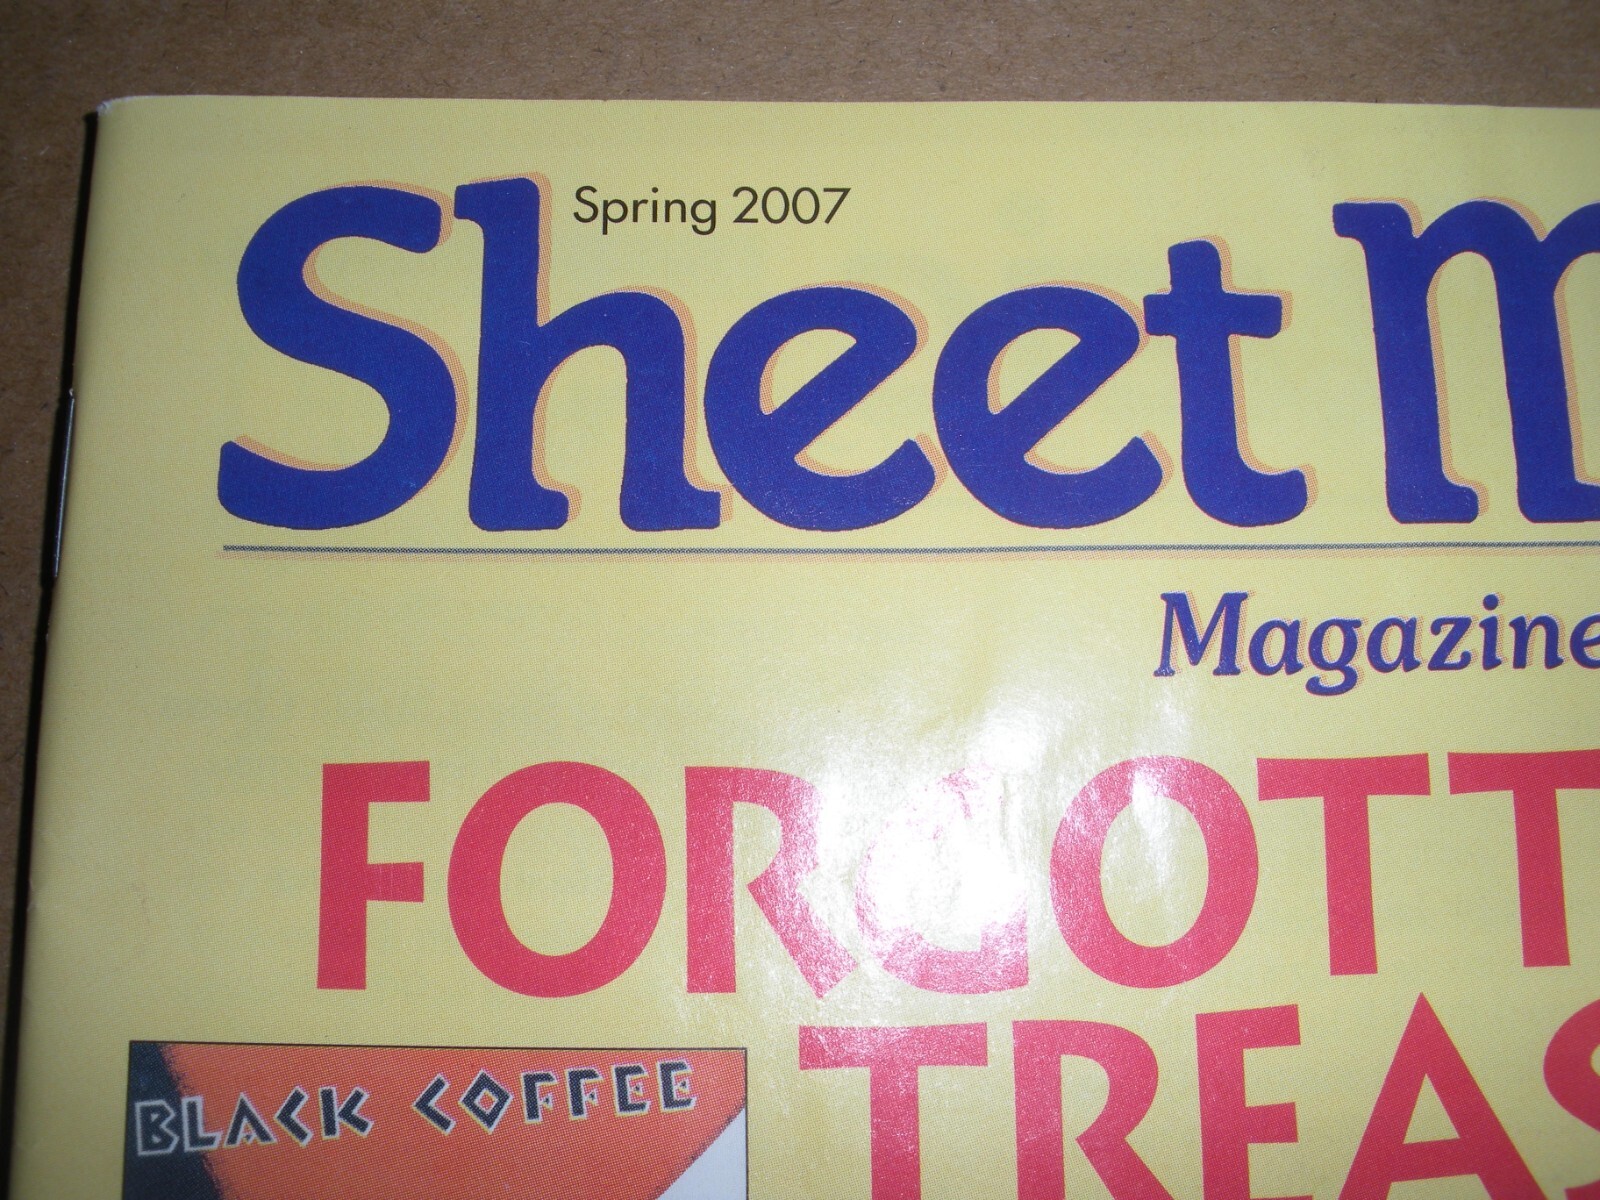 Spring 2007
Sheet M
Magazine
FORGOTT
TREAS
BLACK COFFEE